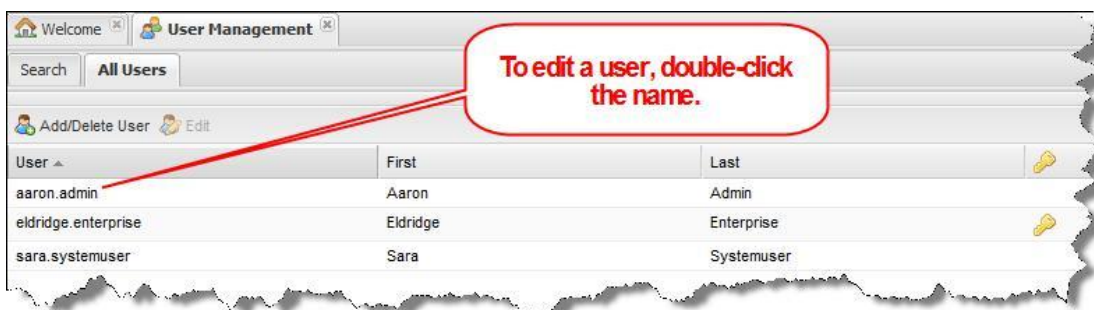 Welcome User Management
Search All Users
To edit a user, double-click
the name.
Add/Delete User Edit
User First Last
aaron.admin Aaron Admin
eldridge.enterprise Eldridge Enterprise
sara.systemuser Sara Systemuser